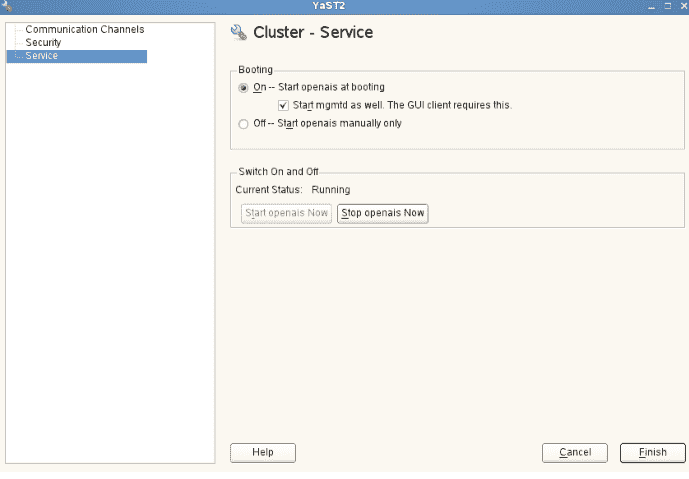 YaST2
Communication Channels
Security
Service
Cluster - Service
Booting
On -- Start openais at booting
Start mgmtd as well. The GUI client requires this.
Off -- Start openais manually only
Switch On and Off
Current Status: Running
Start openais Now Stop openais Now
Help Cancel Finish